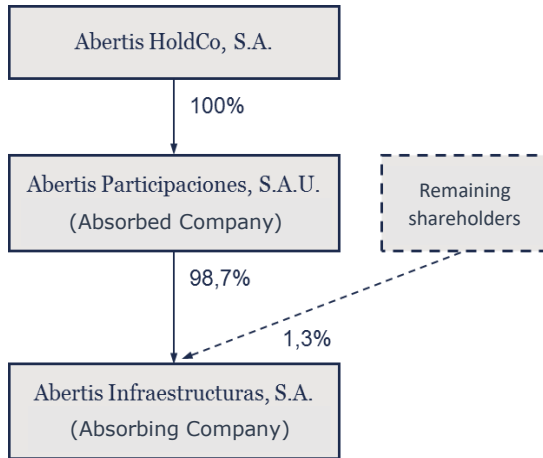 Abertis HoldCo, S.A.
100%
Abertis Participaciones, S.A.U.
(Absorbed Company)
Remaining
shareholders
98,7%
1,3%
Abertis Infraestructuras, S.A.
(Absorbing Company)